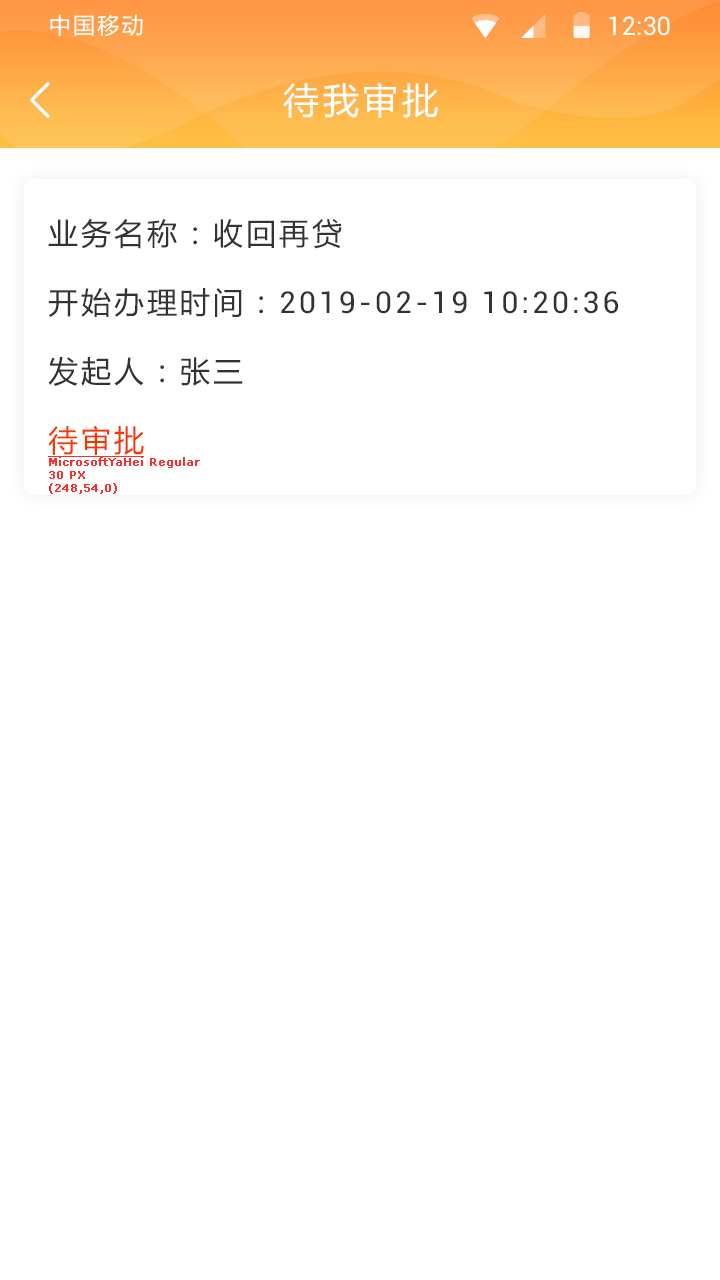 中国移动 12:30
待我审批
业务名称：收回再贷
开始办理时间：2019-02-19 10:20:36
发起人：张三
待审批
MicrosoftYaHei Regular
30 PX
(248,54,0)